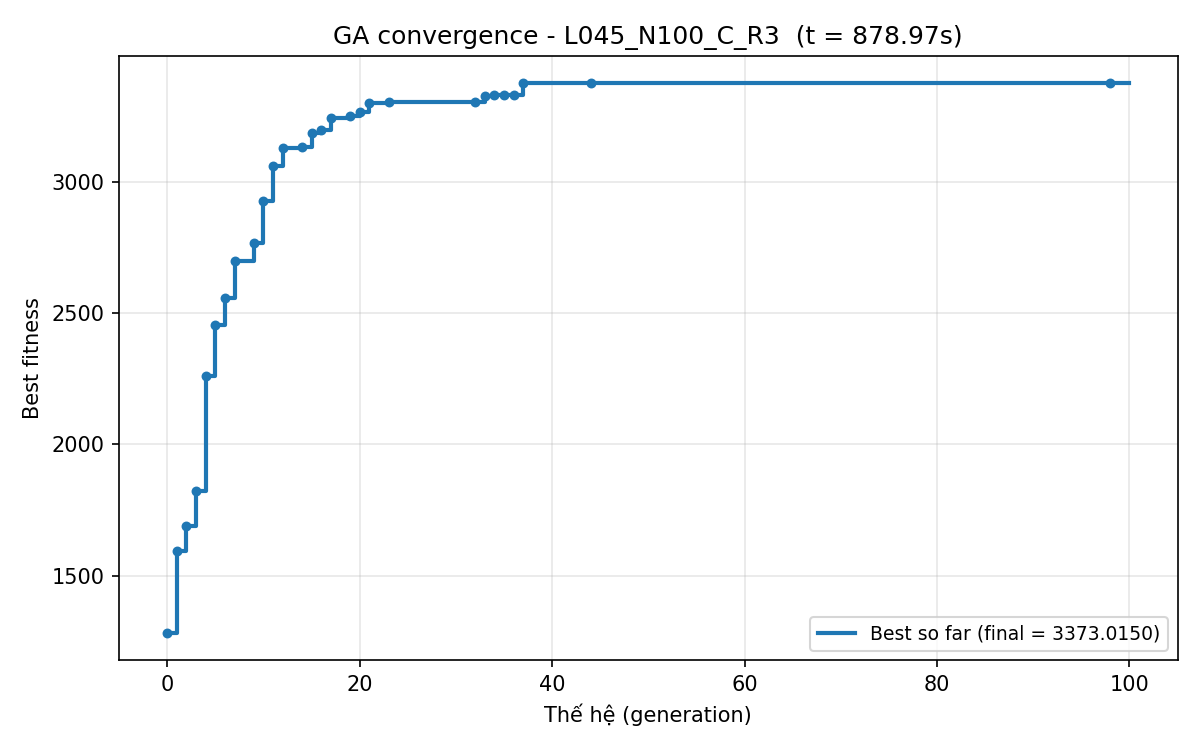 GA convergence - L045_N100_C_R3 (t = 878.97s)
Best fitness
3000
2500
2000
1500
Best so far (final = 3373.0150)
0 20 40 60 80 100
Thế hệ (generation)